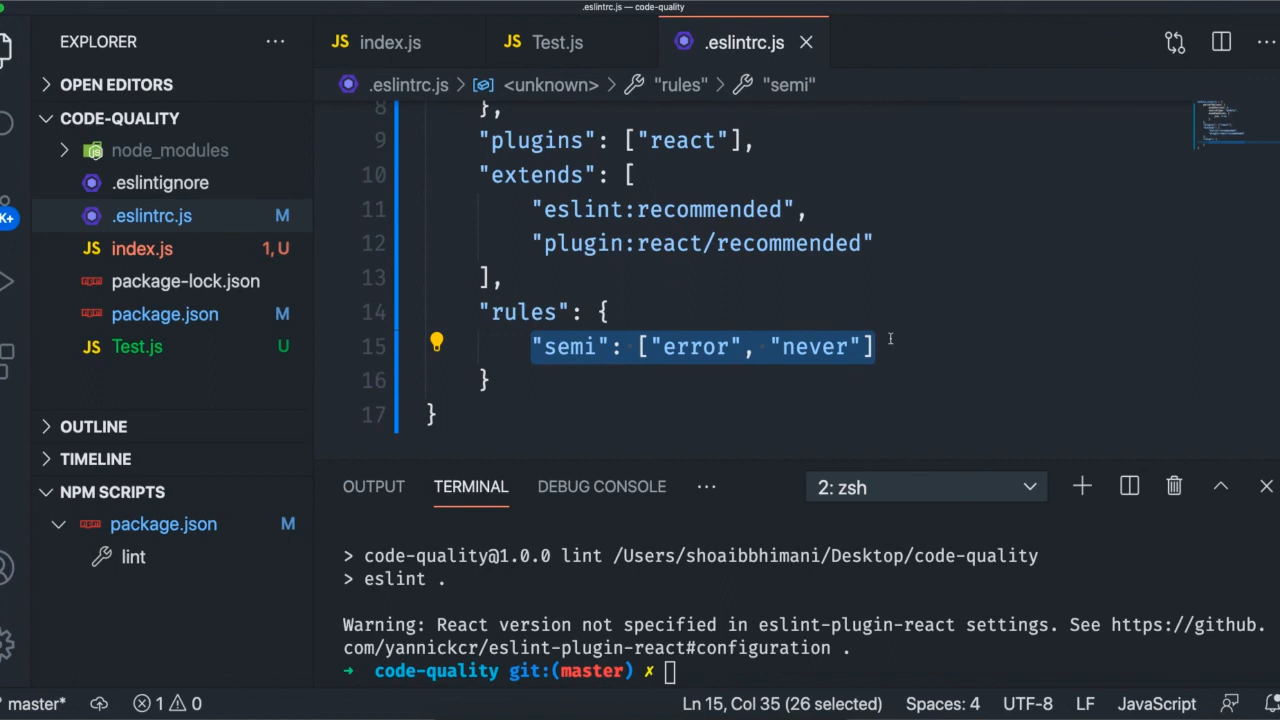 .eslintrc.js — code-quality
EXPLORER
index.js
Test.js
.eslintrc.js
OPEN EDITORS
.eslintrc.js > <unknown> > "rules" > "semi"
CODE-QUALITY
node_modules
.eslintignore
.eslintrc.js M
index.js 1, U
package-lock.json
package.json M
JS Test.js U
8 },
9 "plugins": ["react"],
10 "extends": [
11 "eslint:recommended",
12 "plugin:react/recommended"
13 ],
14 "rules": {
15 "semi": ["error", "never"]
16 }
17 }
OUTLINE
TIMELINE
NPM SCRIPTS
package.json M
lint
OUTPUT TERMINAL DEBUG CONSOLE 2: zsh
> code-quality@1.0.0 lint /Users/shoaibbhimani/Desktop/code-quality
> eslint .
Warning: React version not specified in eslint-plugin-react settings. See https://github.
com/yannickcr/eslint-plugin-react#configuration .
→ code-quality git:(master) ✗
master* 1 0 Ln 15, Col 35 (26 selected) Spaces: 4 UTF-8 LF JavaScript